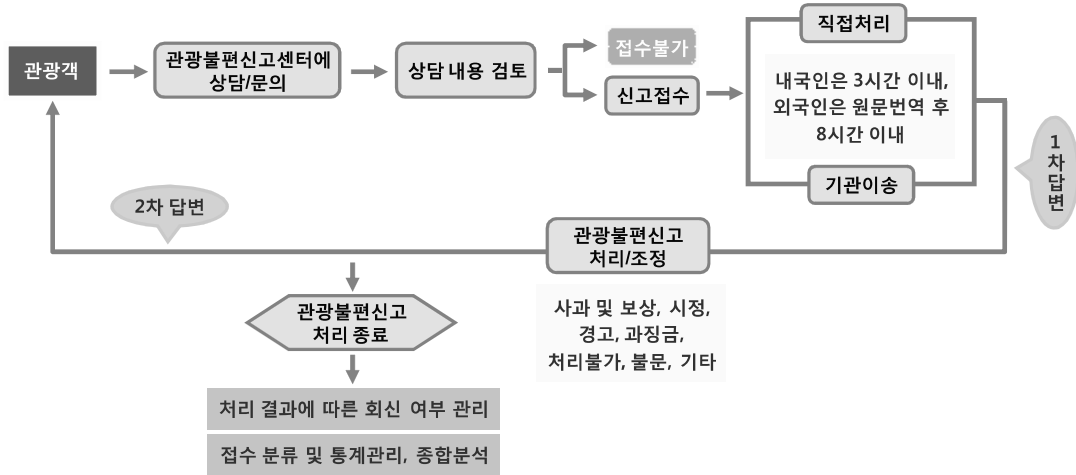 관광객
관광불편신고센터에
상담/문의
상담 내용 검토
접수불가
신고접수
직접처리
내국인은 3시간 이내,
외국인은 원문번역 후
8시간 이내
기관이송
1
차
답
변
관광불편신고
처리/조정
사과 및 보상, 시정,
경고, 과징금,
처리불가, 불문, 기타
2차 답변
관광불편신고
처리 종료
처리 결과에 따른 회신 여부 관리
접수 분류 및 통계관리, 종합분석